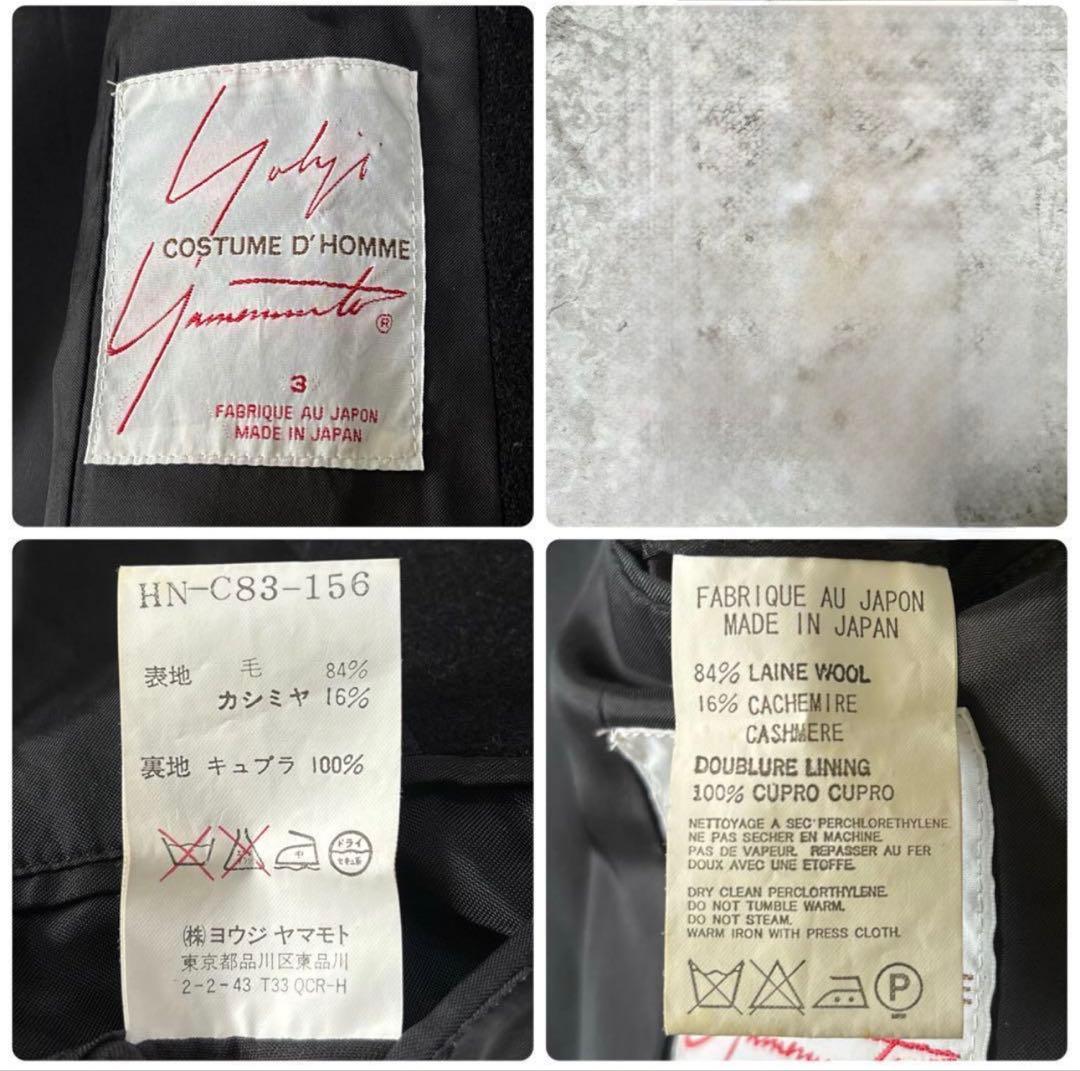 Yohji
COSTUME D'HOMME
Yamamoto ®
3
FABRIQUE AU JAPON
MADE IN JAPAN
HN-C83-156
表地 毛 84%
カシミヤ 16%
裏地 キュプラ 100%
中
ドライ
セキユ系
(株)ヨウジ ヤマモト
東京都品川区東品川
2-2-43 T33 QCR-H
FABRIQUE AU JAPON
MADE IN JAPAN
84% LAINE WOOL
16% CACHEMIRE
CASHMERE
DOUBLURE LINING
100% CUPRO CUPRO
NETTOYAGE A SEC PERCHLORETHYLENE.
NE PAS SECHER EN MACHINE.
PAS DE VAPEUR. REPASSER AU FER
DOUX AVEC UNE ETOFFE.
DRY CLEAN PERCLORTHYLENE.
DO NOT TUMBLE WARM.
DO NOT STEAM.
WARM IRON WITH PRESS CLOTH.
P